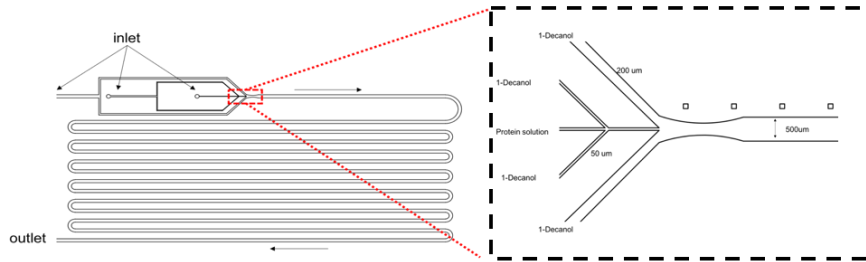 inlet
outlet
1-Decanol
200 um
1-Decanol
Protein solution
50 um
1-Decanol
1-Decanol
500um